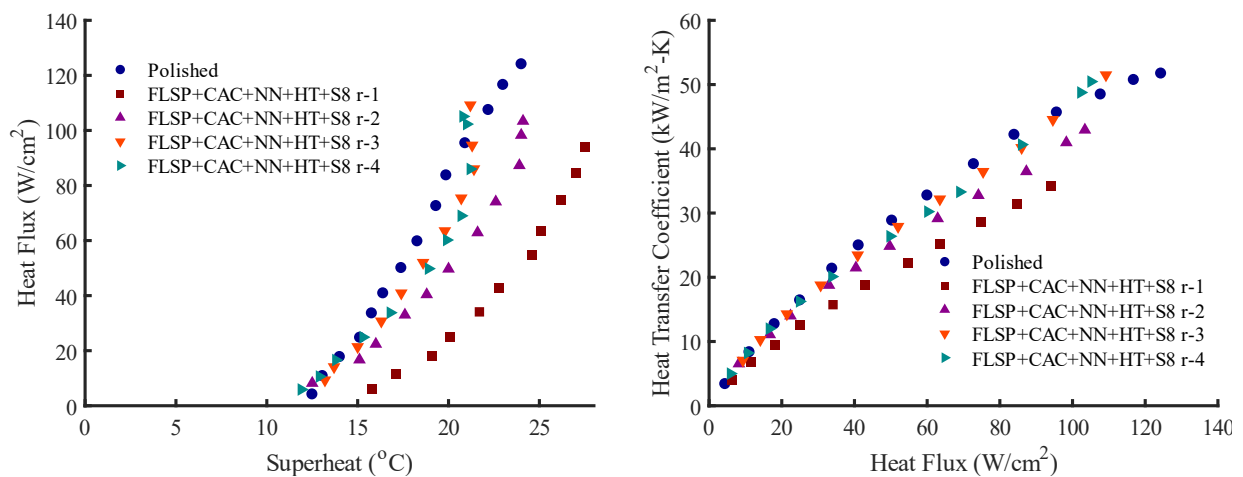 140
120
100
80
60
40
20
0
Heat Flux (W/cm²)
Polished
FLSP+CAC+NN+HT+S8 r-1
FLSP+CAC+NN+HT+S8 r-2
FLSP+CAC+NN+HT+S8 r-3
FLSP+CAC+NN+HT+S8 r-4
0 5 10 15 20 25
Superheat (°C)
60
50
40
30
20
10
0
Heat Transfer Coefficient (kW/m²-K)
Polished
FLSP+CAC+NN+HT+S8 r-1
FLSP+CAC+NN+HT+S8 r-2
FLSP+CAC+NN+HT+S8 r-3
FLSP+CAC+NN+HT+S8 r-4
0 20 40 60 80 100 120 140
Heat Flux (W/cm²)